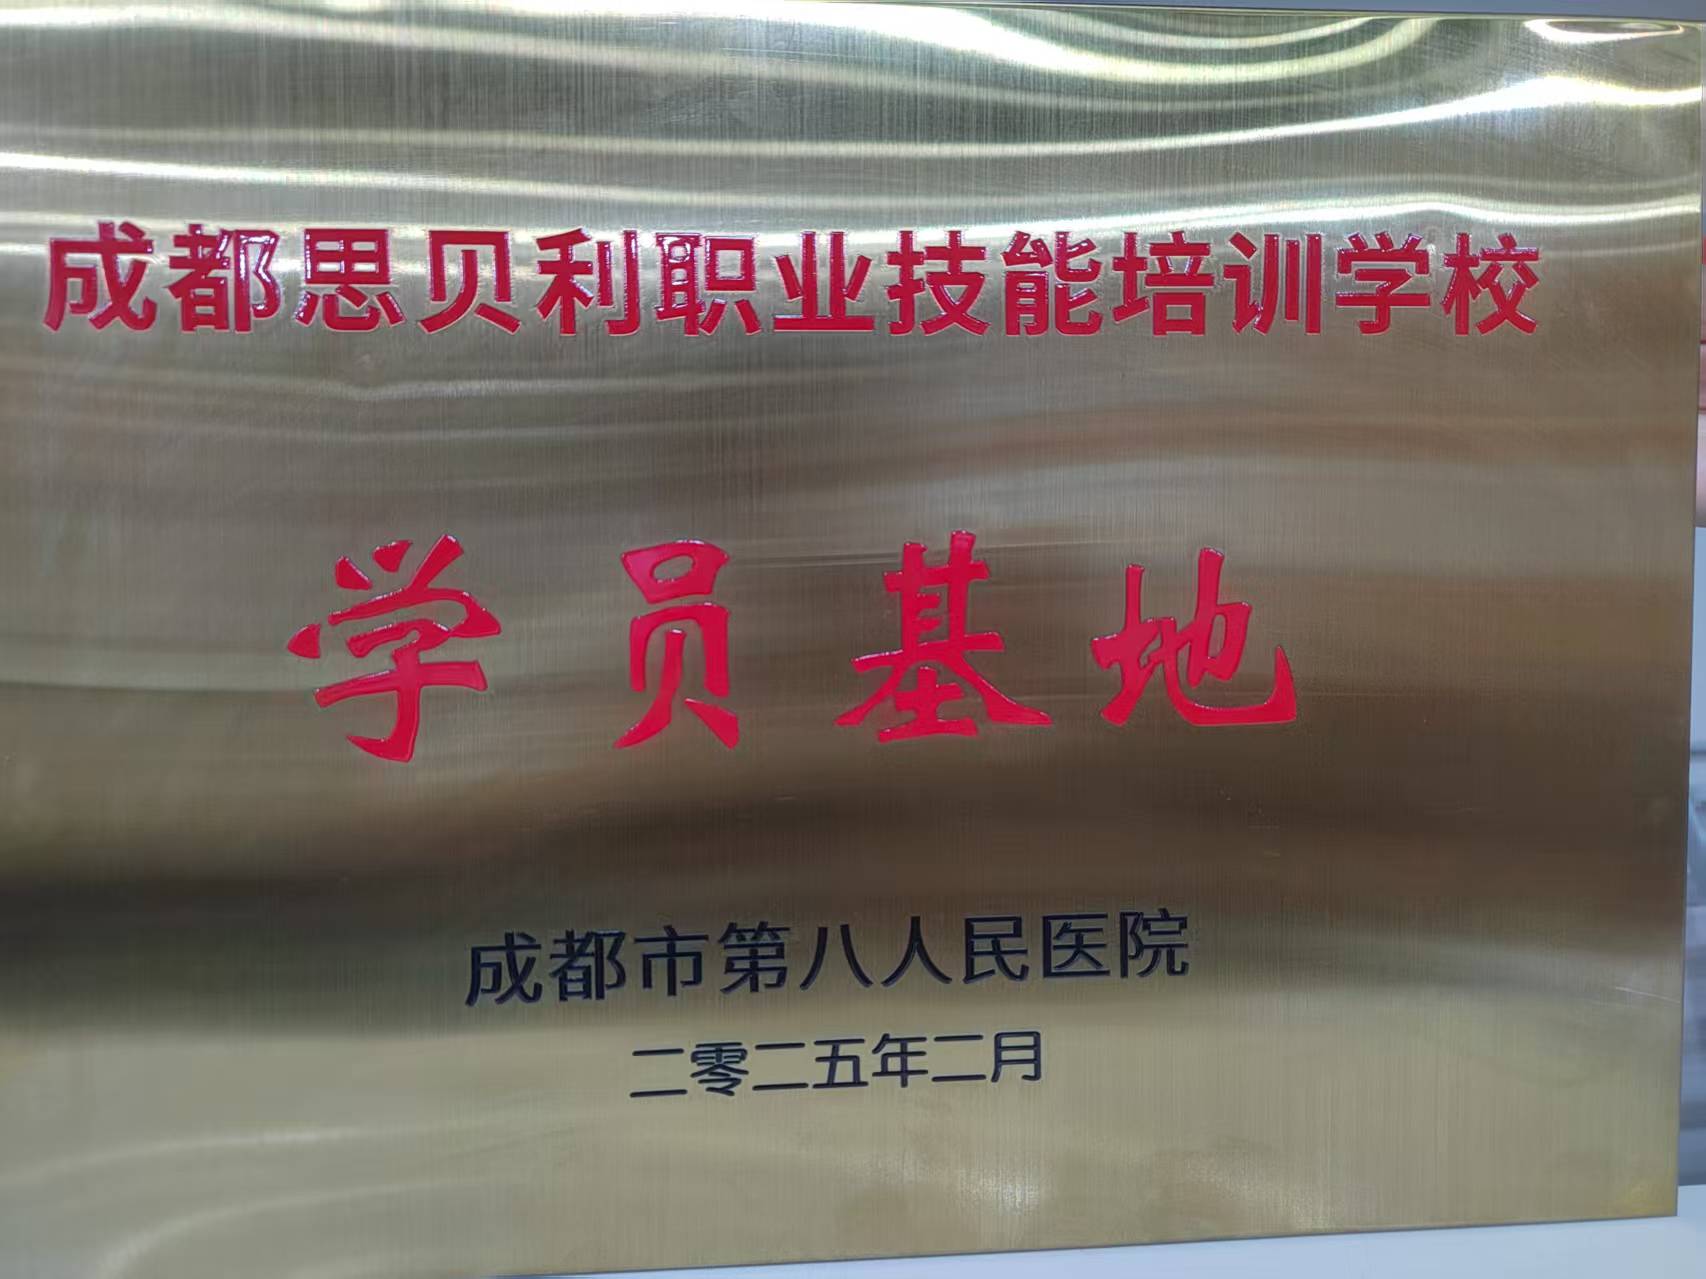 成都思贝利职业技能培训学校
学员基地
成都市第八人民医院
二零二五年二月